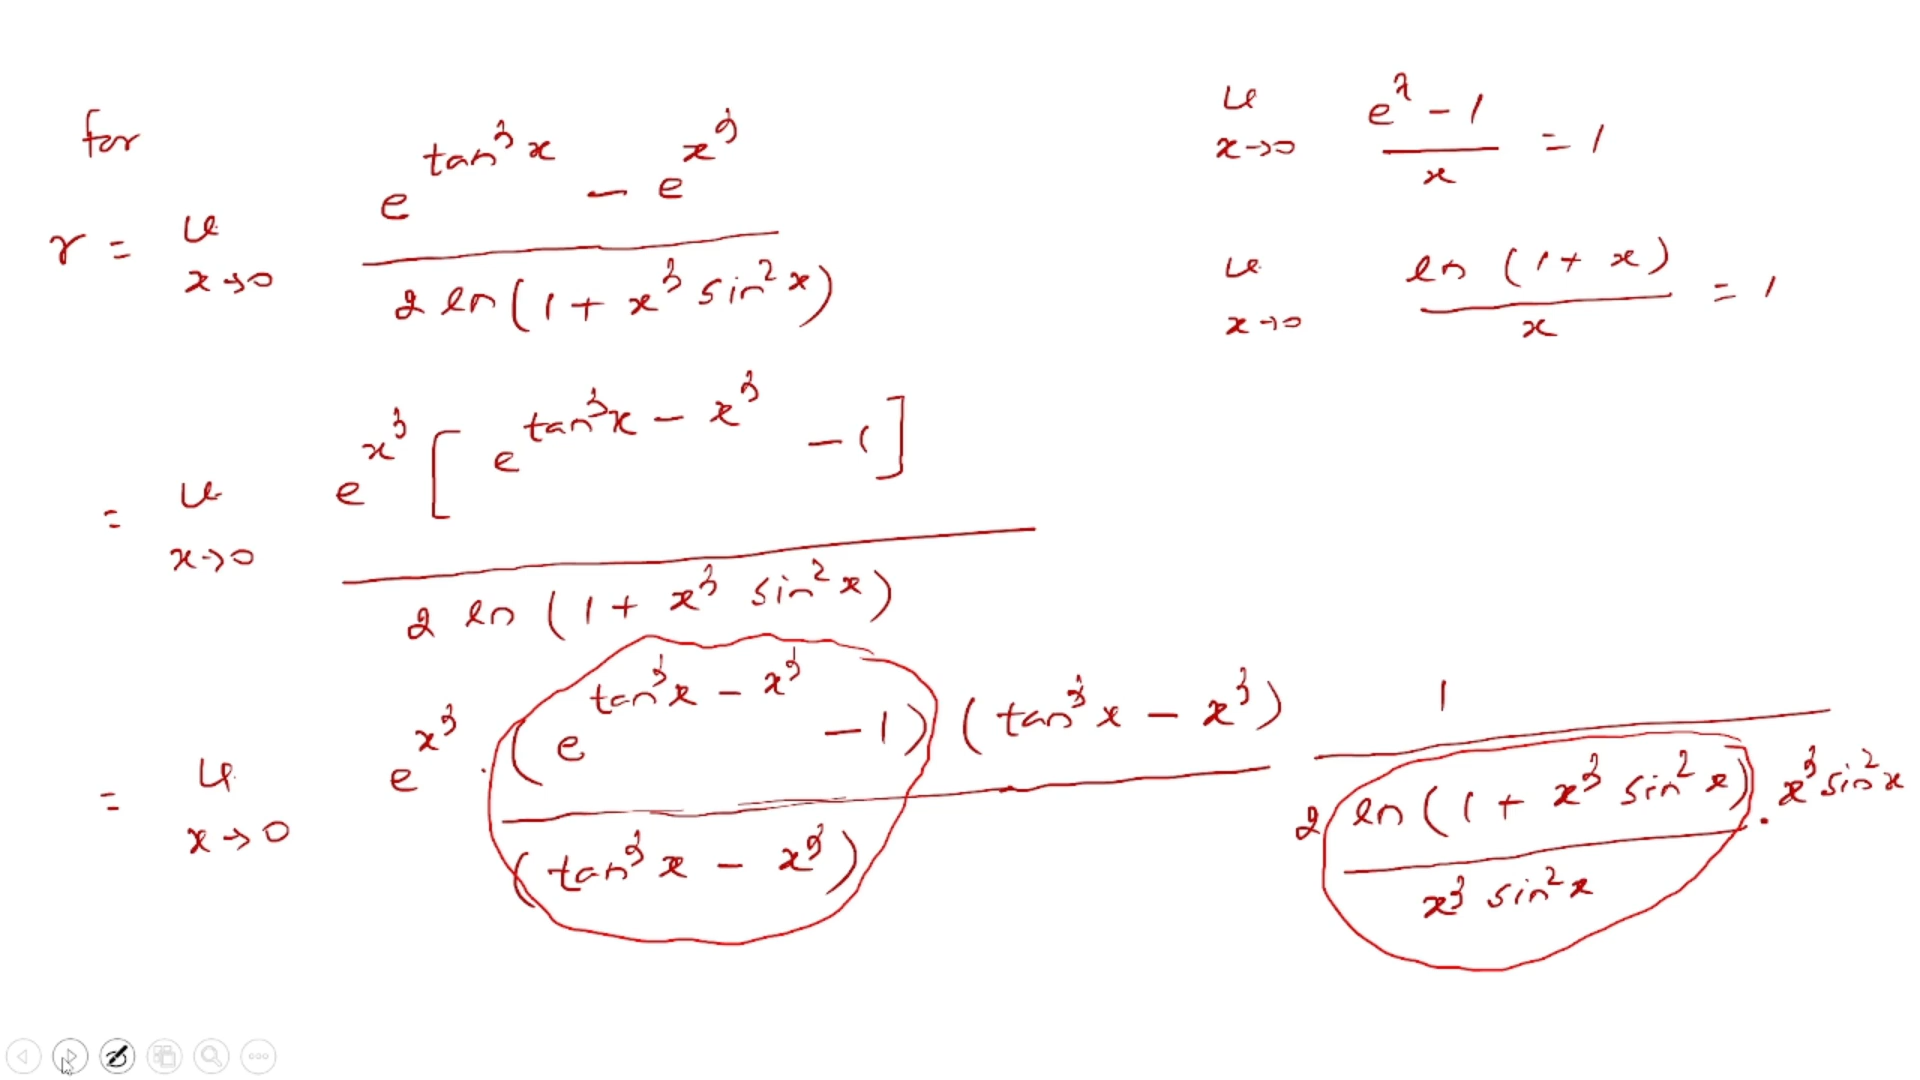 for
r = lt x→0 (e^(tan³x) − e^(x³)) / (2 ln(1 + x³ sin²x))
lt x→0 (e^x − 1) / x = 1
lt x→0 ln(1 + x) / x = 1
= lt x→0 e^(x³) [e^(tan³x − x³) − 1] / (2 ln(1 + x³ sin²x))
= lt x→0 e^(x³) · (e^(tan³x − x³) − 1) / (tan³x − x³) (tan³x − x³) 1 / (2 ln(1 + x³ sin²x) / (x³ sin²x) · x³ sin²x)